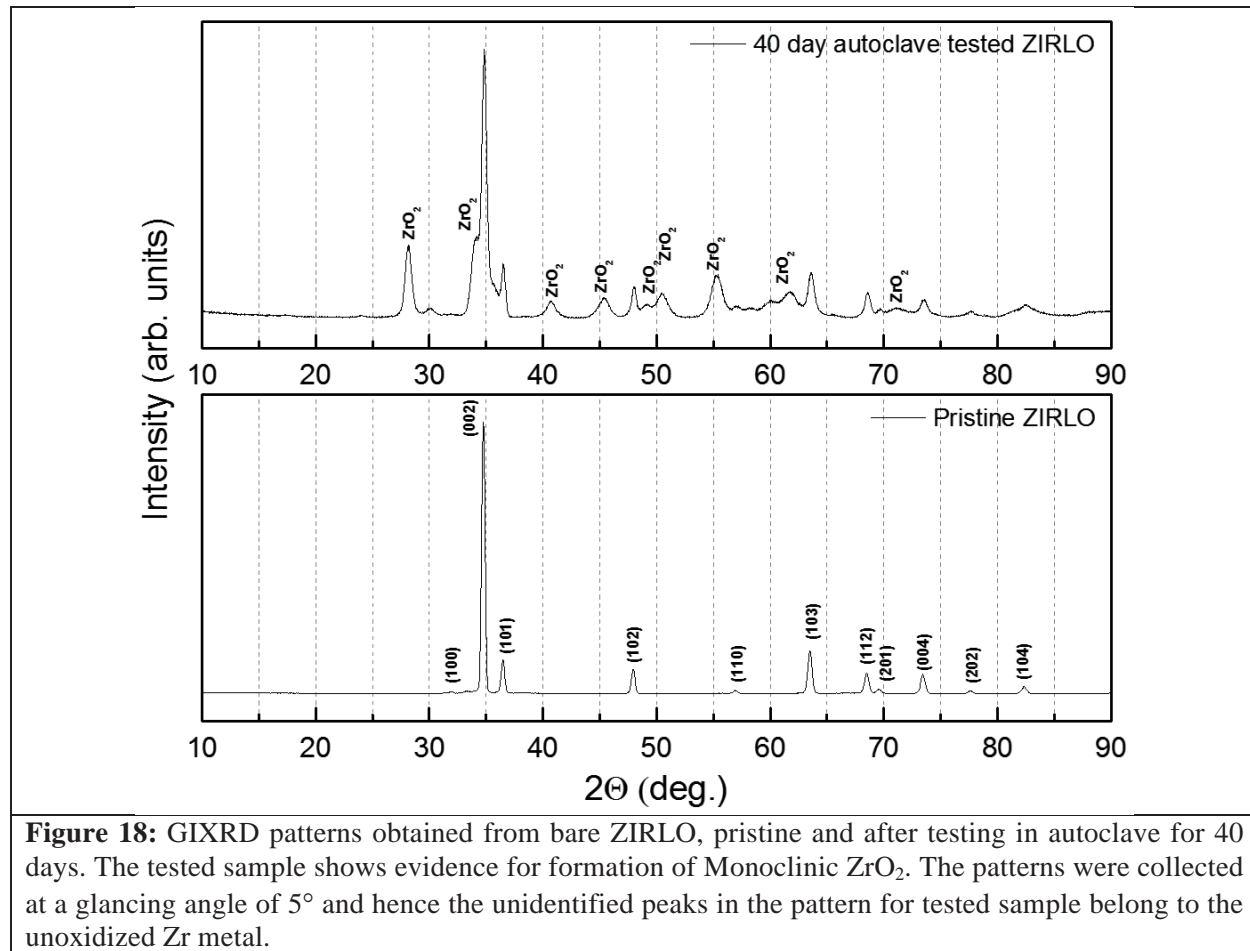 40 day autoclave tested ZIRLO
ZrO₂
ZrO₂
ZrO₂
ZrO₂
ZrO₂
ZrO₂
ZrO₂
ZrO₂
ZrO₂
10 20 30 40 50 60 70 80 90
Intensity (arb. units)
Pristine ZIRLO
(100)
(002)
(101)
(102)
(110)
(103)
(112)
(201)
(004)
(202)
(104)
10 20 30 40 50 60 70 80 90
2Θ (deg.)
Figure 18: GIXRD patterns obtained from bare ZIRLO, pristine and after testing in autoclave for 40
days. The tested sample shows evidence for formation of Monoclinic ZrO₂. The patterns were collected
at a glancing angle of 5° and hence the unidentified peaks in the pattern for tested sample belong to the
unoxidized Zr metal.